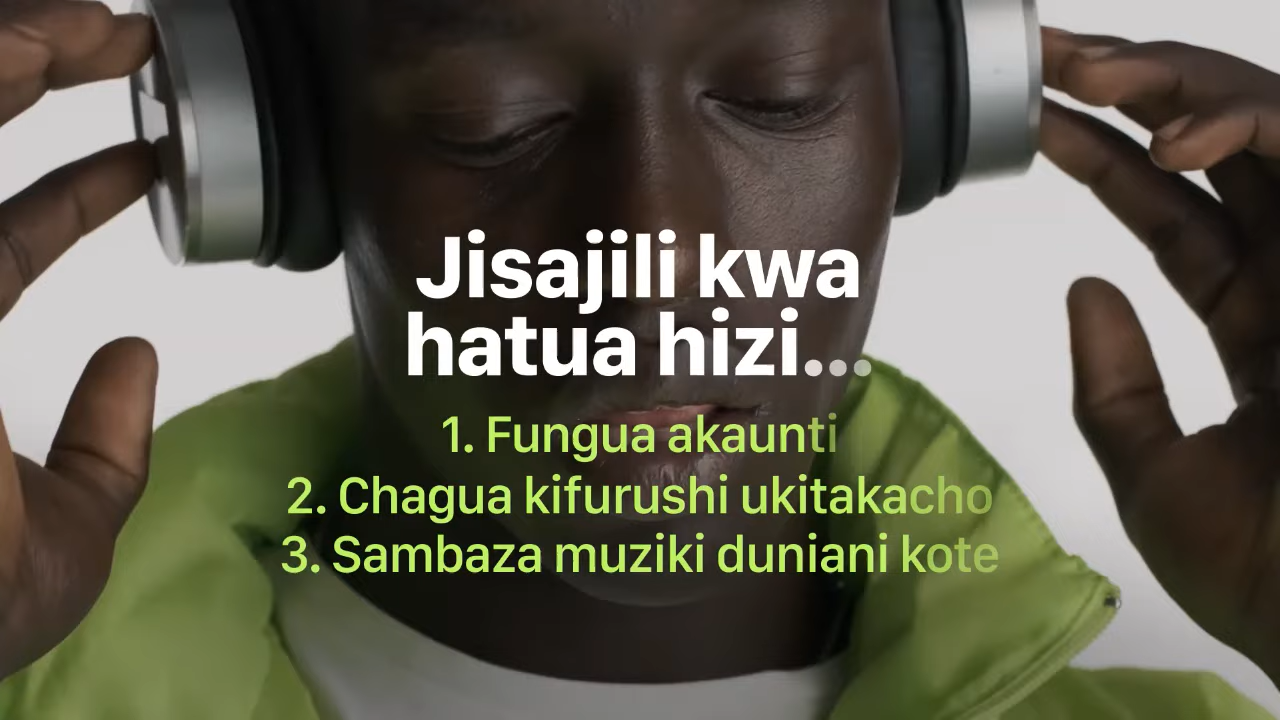 Jisajili kwa
hatua hizi...
1. Fungua akaunti
2. Chagua kifurushi ukitakacho
3. Sambaza muziki duniani kote